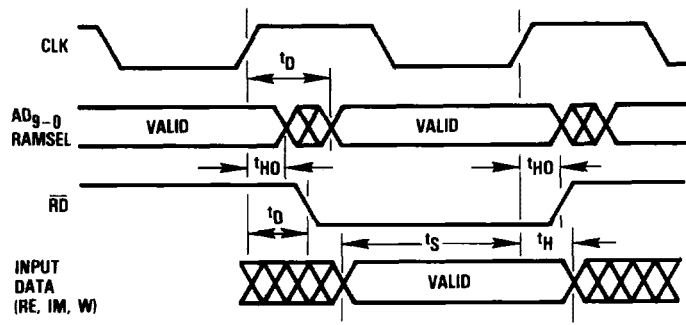 CLK
tD
AD9–0
RAMSEL
VALID
VALID
tHO
tHO
RD
tD
tS
tH
INPUT
DATA
(RE, IM, W)
VALID